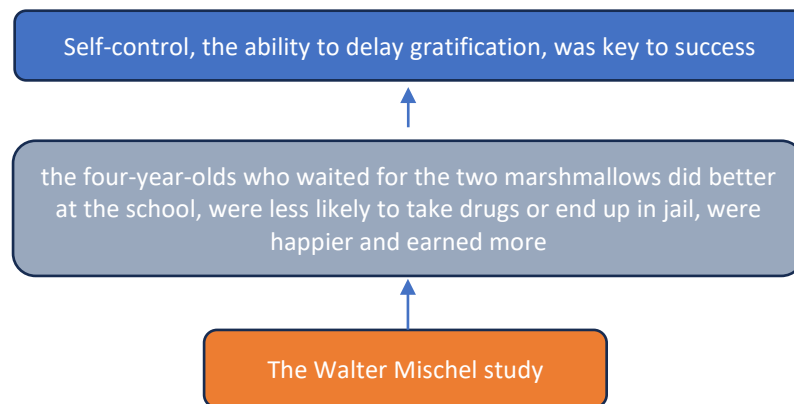 Self-control, the ability to delay gratification, was key to success
the four-year-olds who waited for the two marshmallows did better
at the school, were less likely to take drugs or end up in jail, were
happier and earned more
The Walter Mischel study